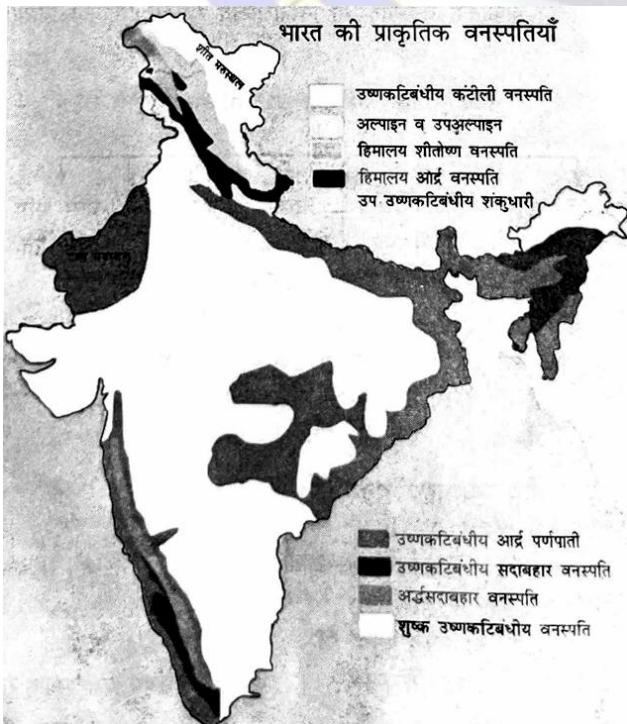 भारत की प्राकृतिक वनस्पतियाँ
शीत मरुस्थल
उष्णकटिबंधीय कंटीली वनस्पति
अल्पाइन व उपअल्पाइन
हिमालय शीतोष्ण वनस्पति
हिमालय आर्द्र वनस्पति
उप उष्णकटिबंधीय शंकुधारी
मरुस्थल
उष्णकटिबंधीय आर्द्र पर्णपाती
उष्णकटिबंधीय सदाबहार वनस्पति
अर्द्धसदाबहार वनस्पति
शुष्क उष्णकटिबंधीय वनस्पति